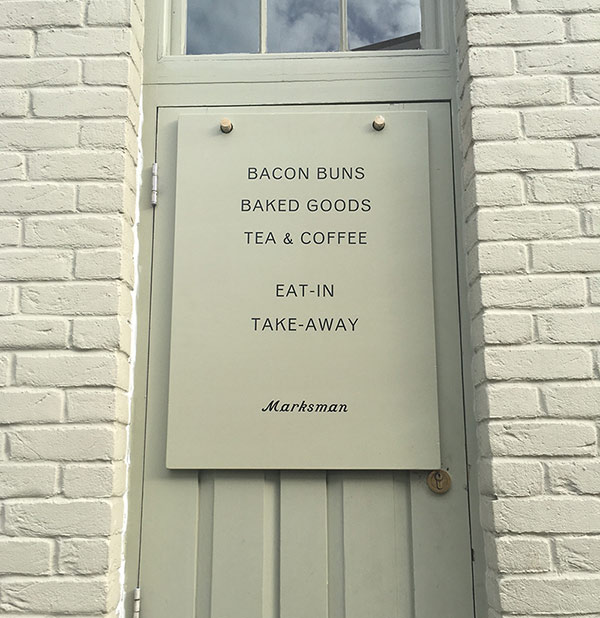 BACON BUNS
BAKED GOODS
TEA & COFFEE
EAT-IN
TAKE-AWAY
Marksman